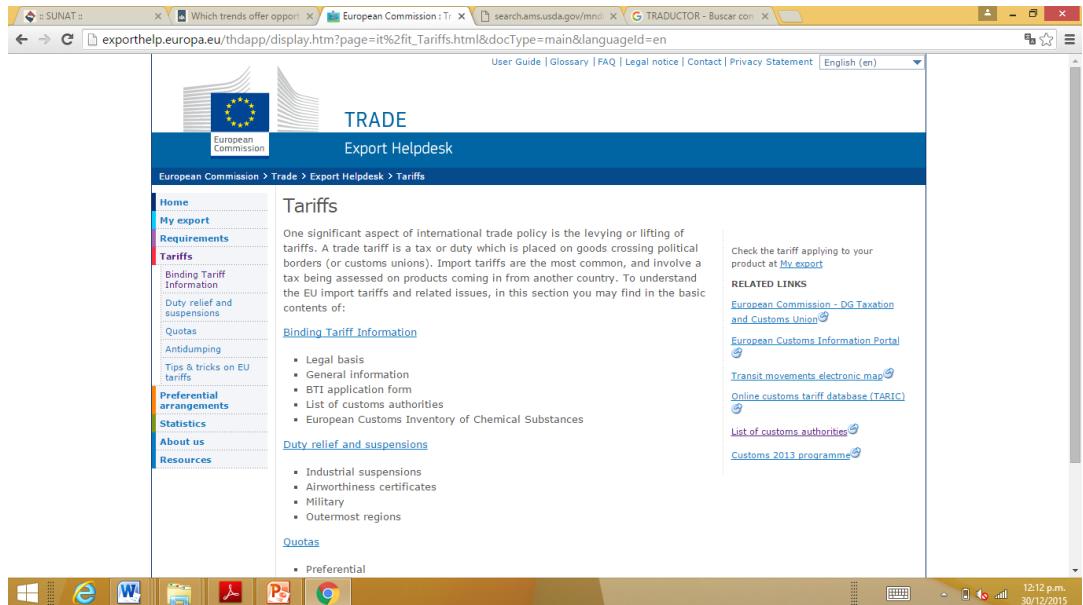 :: SUNAT ::
Which trends offer opport
European Commission : Tr
search.ams.usda.gov/mnd
TRADUCTOR - Buscar con
exporthelp.europa.eu/thdapp/display.htm?page=it%2fit_Tariffs.html&docType=main&languageId=en
User Guide | Glossary | FAQ | Legal notice | Contact | Privacy Statement
English (en)
European
Commission
TRADE
Export Helpdesk
European Commission > Trade > Export Helpdesk > Tariffs
Home
My export
Requirements
Tariffs
Binding Tariff
Information
Duty relief and
suspensions
Quotas
Antidumping
Tips & tricks on EU
tariffs
Preferential
arrangements
Statistics
About us
Resources
Tariffs
One significant aspect of international trade policy is the levying or lifting of
tariffs. A trade tariff is a tax or duty which is placed on goods crossing political
borders (or customs unions). Import tariffs are the most common, and involve a
tax being assessed on products coming in from another country. To understand
the EU import tariffs and related issues, in this section you may find in the basic
contents of:
Binding Tariff Information
Legal basis
General information
BTI application form
List of customs authorities
European Customs Inventory of Chemical Substances
Duty relief and suspensions
Industrial suspensions
Airworthiness certificates
Military
Outermost regions
Quotas
Preferential
Check the tariff applying to your
product at My export
RELATED LINKS
European Commission - DG Taxation
and Customs Union
European Customs Information Portal
Transit movements electronic map
Online customs tariff database (TARIC)
List of customs authorities
Customs 2013 programme
12:12 p.m.
30/12/2015